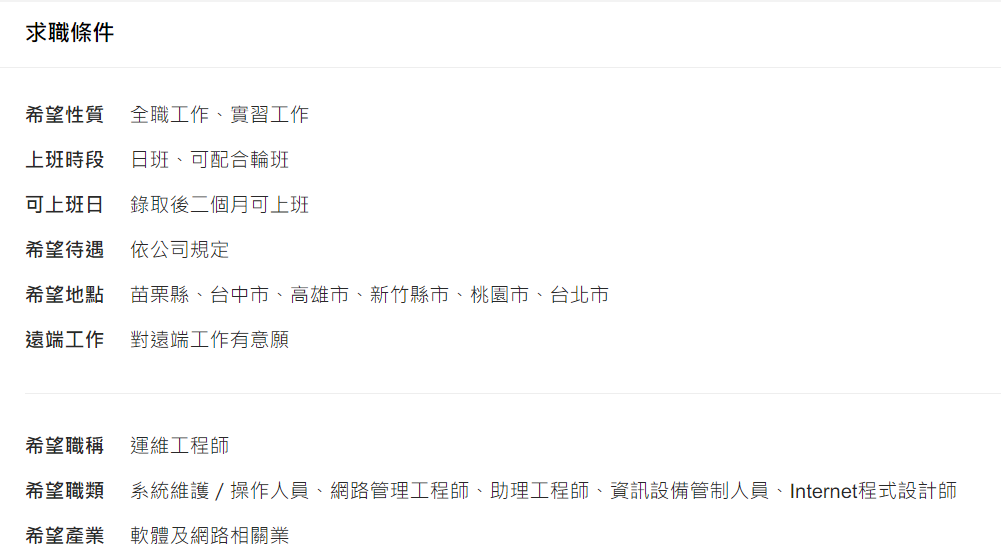 求職條件
希望性質 全職工作、實習工作
上班時段 日班、可配合輪班
可上班日 錄取後二個月可上班
希望待遇 依公司規定
希望地點 苗栗縣、台中市、高雄市、新竹縣市、桃園市、台北市
遠端工作 對遠端工作有意願
希望職稱 運維工程師
希望職類 系統維護 / 操作人員、網路管理工程師、助理工程師、資訊設備管制人員、Internet程式設計師
希望產業 軟體及網路相關業